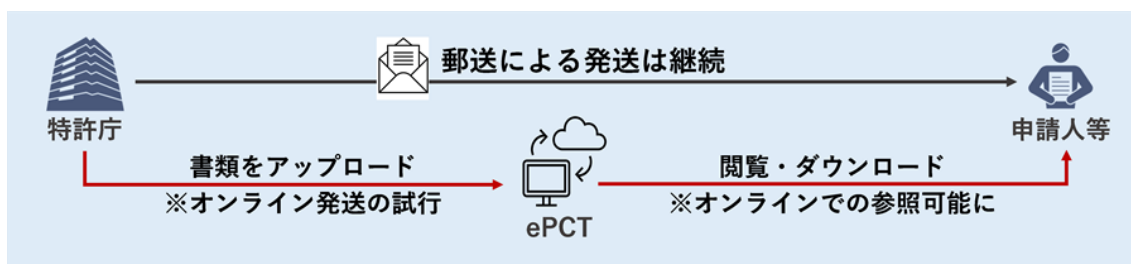 郵送による発送は継続
特許庁
申請人等
書類をアップロード
閲覧・ダウンロード
※オンライン発送の試行
※オンラインでの参照可能に
ePCT